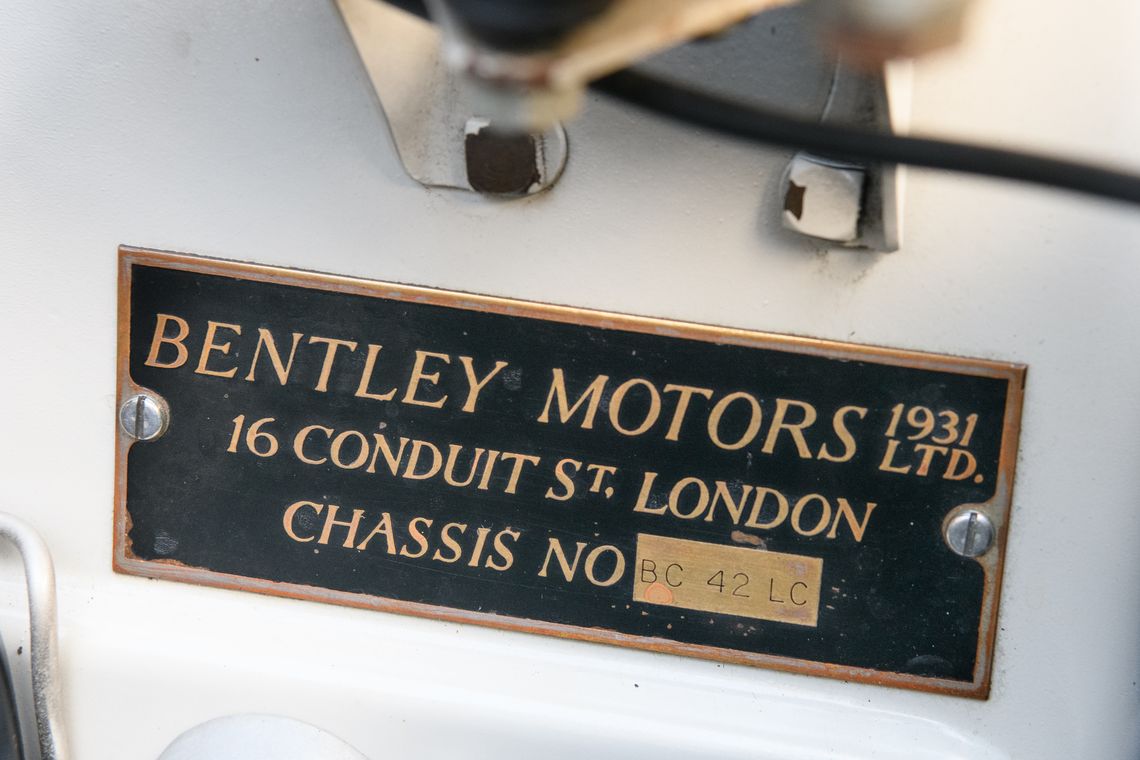 BENTLEY MOTORS 1931 LTD.
16 CONDUIT ST, LONDON
CHASSIS NO BC 42 LC